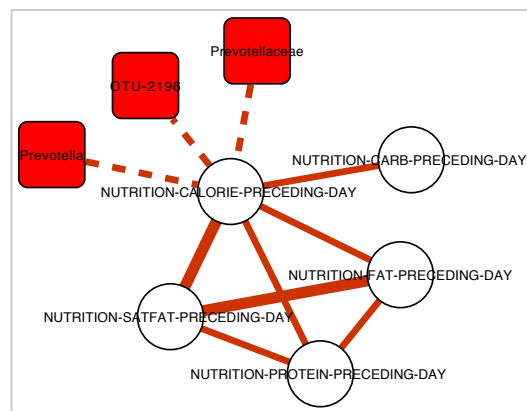 Prevotellaceae
OTU-2196
Prevotella
NUTRITION-CARB-PRECEDING-DAY
NUTRITION-CALORIE-PRECEDING-DAY
NUTRITION-FAT-PRECEDING-DAY
NUTRITION-SATFAT-PRECEDING-DAY
NUTRITION-PROTEIN-PRECEDING-DAY